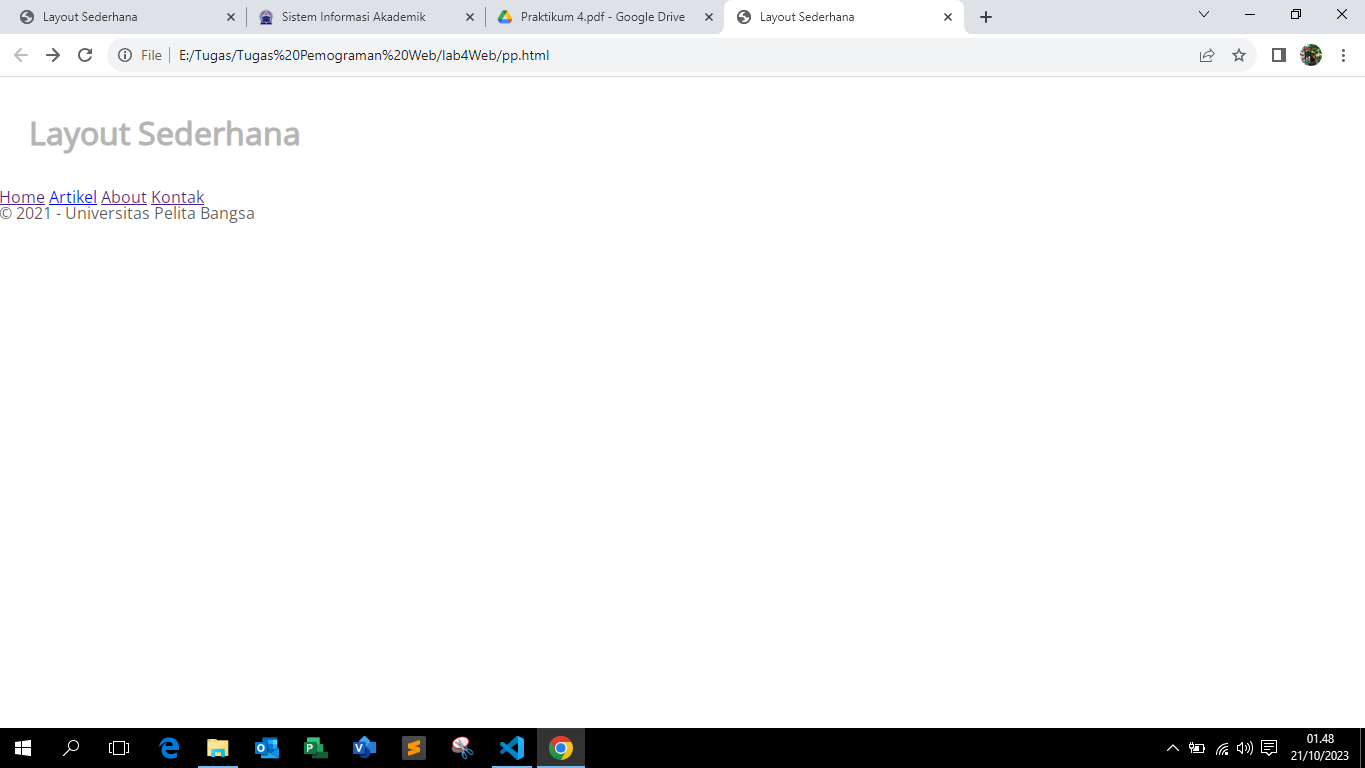 Layout Sederhana
Sistem Informasi Akademik
Praktikum 4.pdf - Google Drive
Layout Sederhana
File
E:/Tugas/Tugas%20Pemograman%20Web/lab4Web/pp.html
Layout Sederhana
Home Artikel About Kontak
© 2021 - Universitas Pelita Bangsa
01.48
21/10/2023